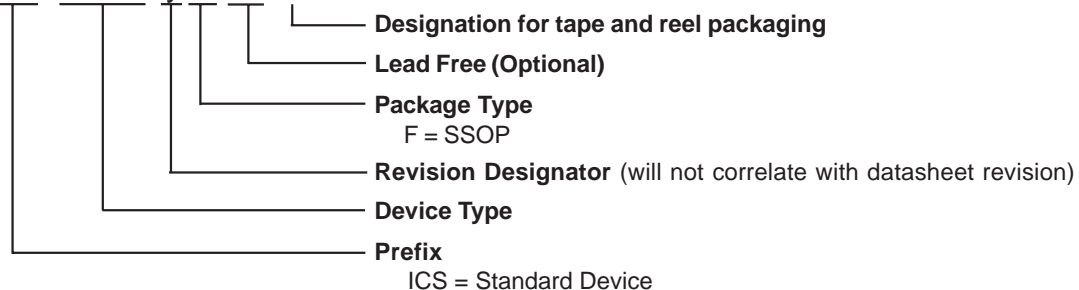 Designation for tape and reel packaging
Lead Free (Optional)
Package Type
F = SSOP
Revision Designator (will not correlate with datasheet revision)
Device Type
Prefix
ICS = Standard Device